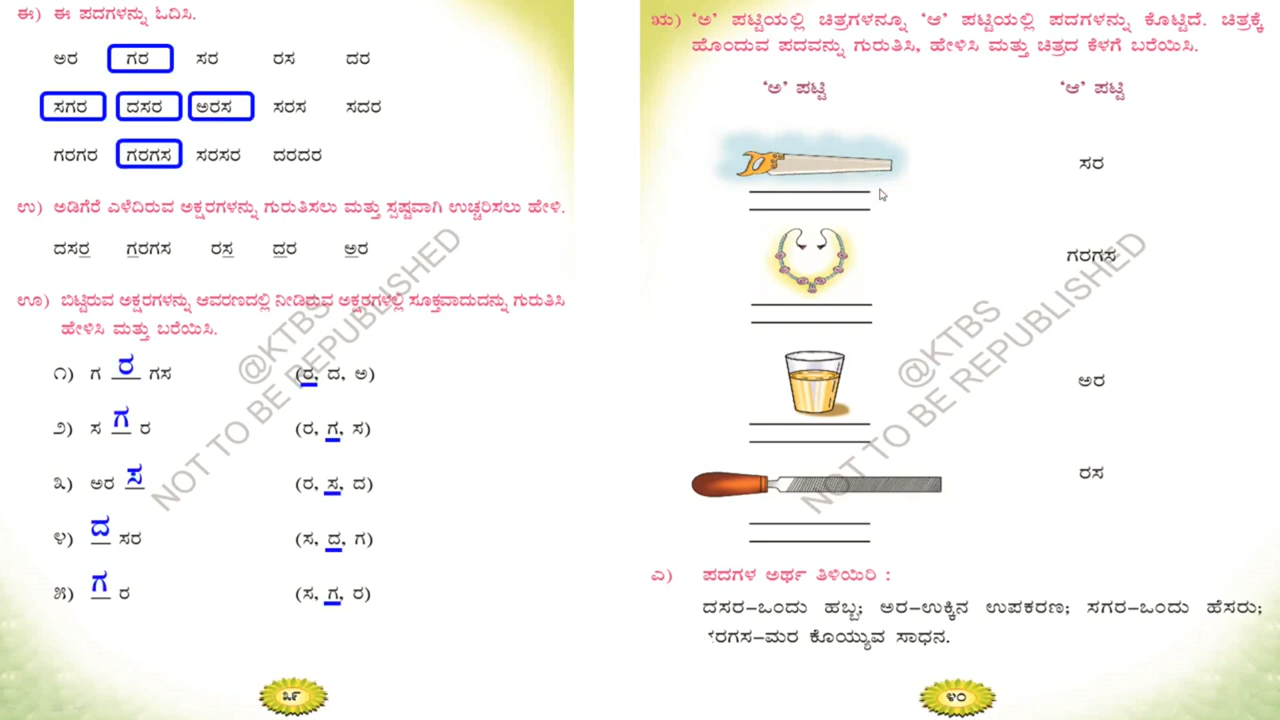 ಈ) ಈ ಪದಗಳನ್ನು ಓದಿಸಿ.
ಅರ ಗರ ಸರ ರಸ ದರ
ಸಗರ ದಸರ ಅರಸ ಸರಸ ಸದರ
ಗರಗರ ಗರಗಸ ಸರಸರ ದರದರ
ಉ) ಅಡಿಗೆರೆ ಎಳೆದಿರುವ ಅಕ್ಷರಗಳನ್ನು ಗುರುತಿಸಲು ಮತ್ತು ಸ್ಪಷ್ಟವಾಗಿ ಉಚ್ಚರಿಸಲು ಹೇಳಿ.
ದಸರ ಗರಗಸ ರಸ ದರ ಅರ
ಊ) ಬಿಟ್ಟಿರುವ ಅಕ್ಷರಗಳನ್ನು ಆವರಣದಲ್ಲಿ ನೀಡಿರುವ ಅಕ್ಷರಗಳಲ್ಲಿ ಸೂಕ್ತವಾದುದನ್ನು ಗುರುತಿಸಿ
ಹೇಳಿಸಿ ಮತ್ತು ಬರೆಯಿಸಿ.
೧) ಗ ರ ಗಸ (ರ, ದ, ಅ)
೨) ಸ ಗ ರ (ರ, ಗ, ಸ)
೩) ಅರ ಸ (ರ, ಸ, ದ)
೪) ದ ಸರ (ಸ, ದ, ಗ)
೫) ಗ ರ (ಸ, ಗ, ರ)
@KTBS
NOT TO BE REPUBLISHED
೩೯
ಋ) ‘ಅ’ ಪಟ್ಟಿಯಲ್ಲಿ ಚಿತ್ರಗಳನ್ನೂ ‘ಆ’ ಪಟ್ಟಿಯಲ್ಲಿ ಪದಗಳನ್ನು ಕೊಟ್ಟಿದೆ. ಚಿತ್ರಕ್ಕೆ
ಹೊಂದುವ ಪದವನ್ನು ಗುರುತಿಸಿ, ಹೇಳಿಸಿ ಮತ್ತು ಚಿತ್ರದ ಕೆಳಗೆ ಬರೆಯಿಸಿ.
‘ಅ’ ಪಟ್ಟಿ ‘ಆ’ ಪಟ್ಟಿ
ಸರ
ಗರಗಸ
ಅರ
ರಸ
@KTBS
NOT TO BE REPUBLISHED
ಎ) ಪದಗಳ ಅರ್ಥ ತಿಳಿಯಿರಿ :
ದಸರ–ಒಂದು ಹಬ್ಬ; ಅರ–ಉಕ್ಕಿನ ಉಪಕರಣ; ಸಗರ–ಒಂದು ಹೆಸರು;
ರಗಸ–ಮರ ಕೊಯ್ಯುವ ಸಾಧನ.
೪೦